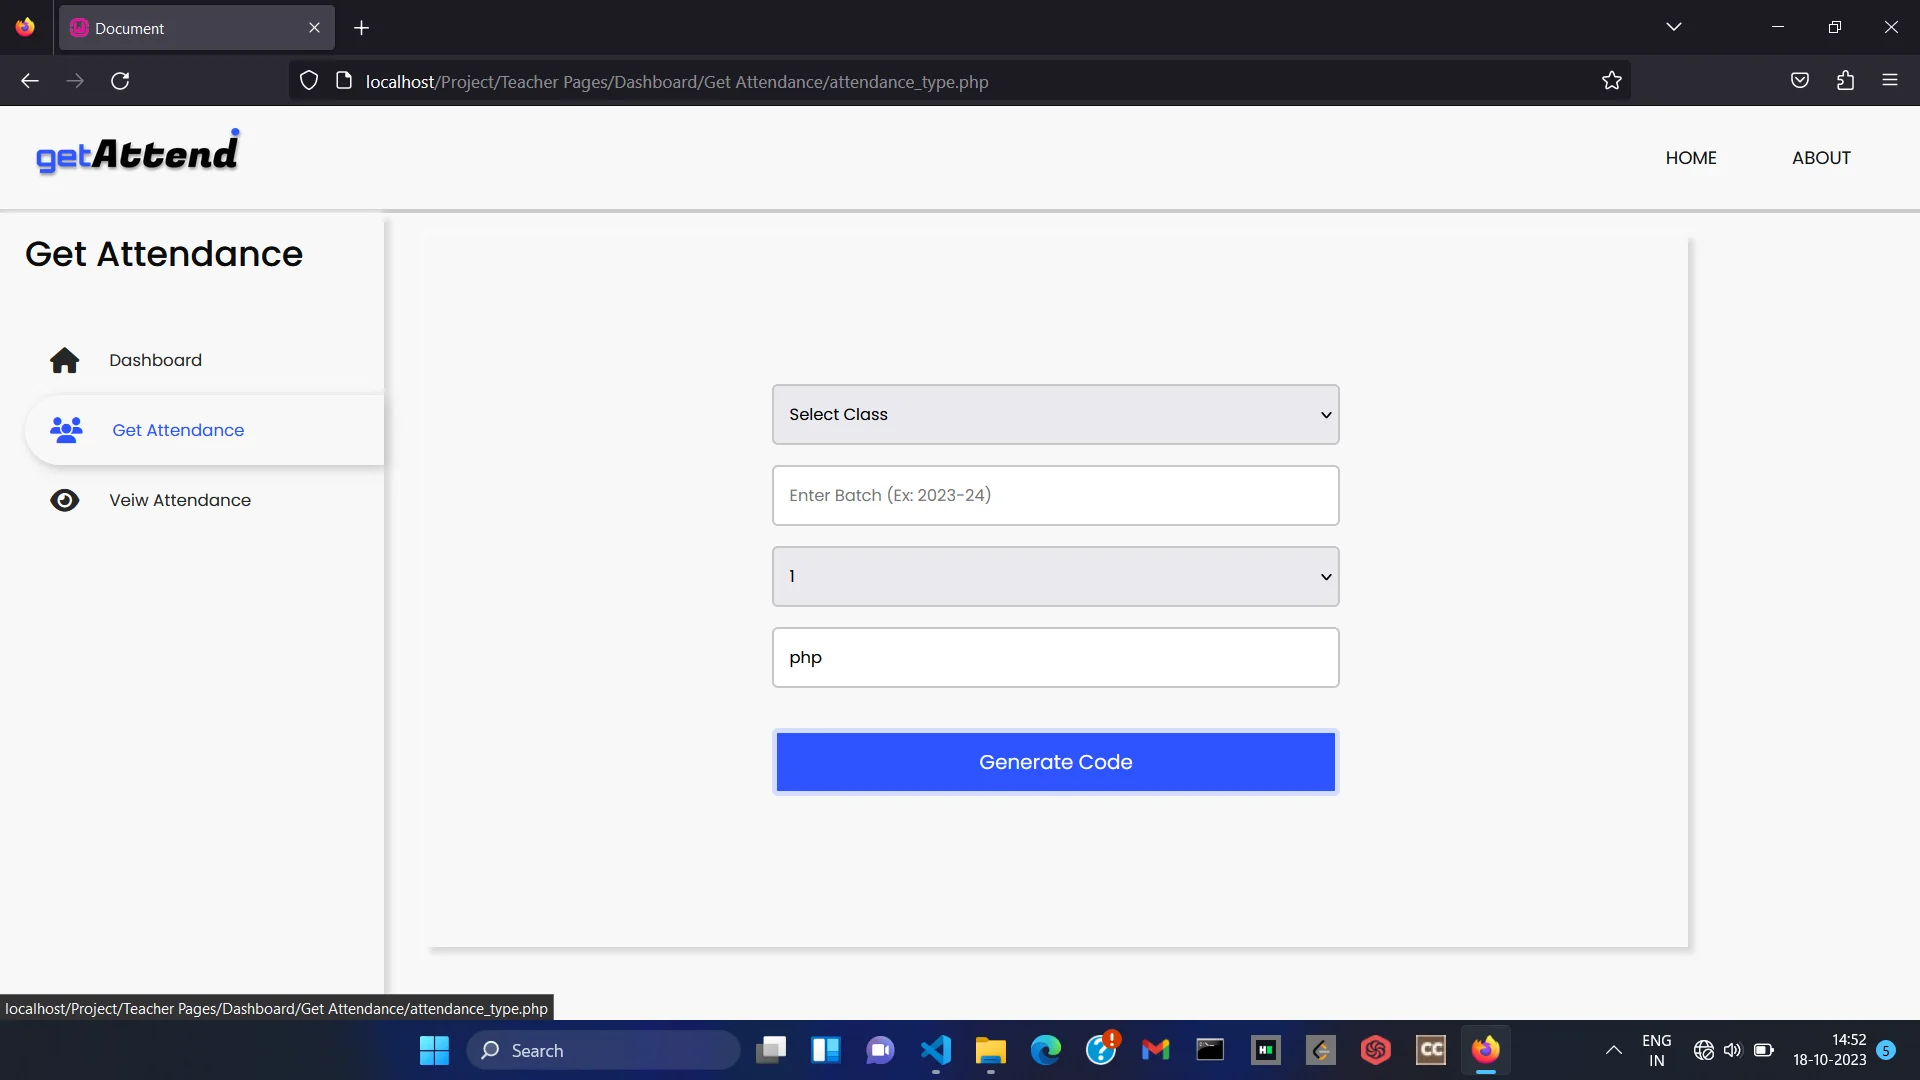 Document
localhost/Project/Teacher Pages/Dashboard/Get Attendance/attendance_type.php
getAttend
HOME
ABOUT
Get Attendance
Dashboard
Get Attendance
Veiw Attendance
Select Class
Enter Batch (Ex: 2023-24)
1
php
Generate Code
localhost/Project/Teacher Pages/Dashboard/Get Attendance/attendance_type.php
Search
CC
ENG
IN
14:52
18-10-2023
5